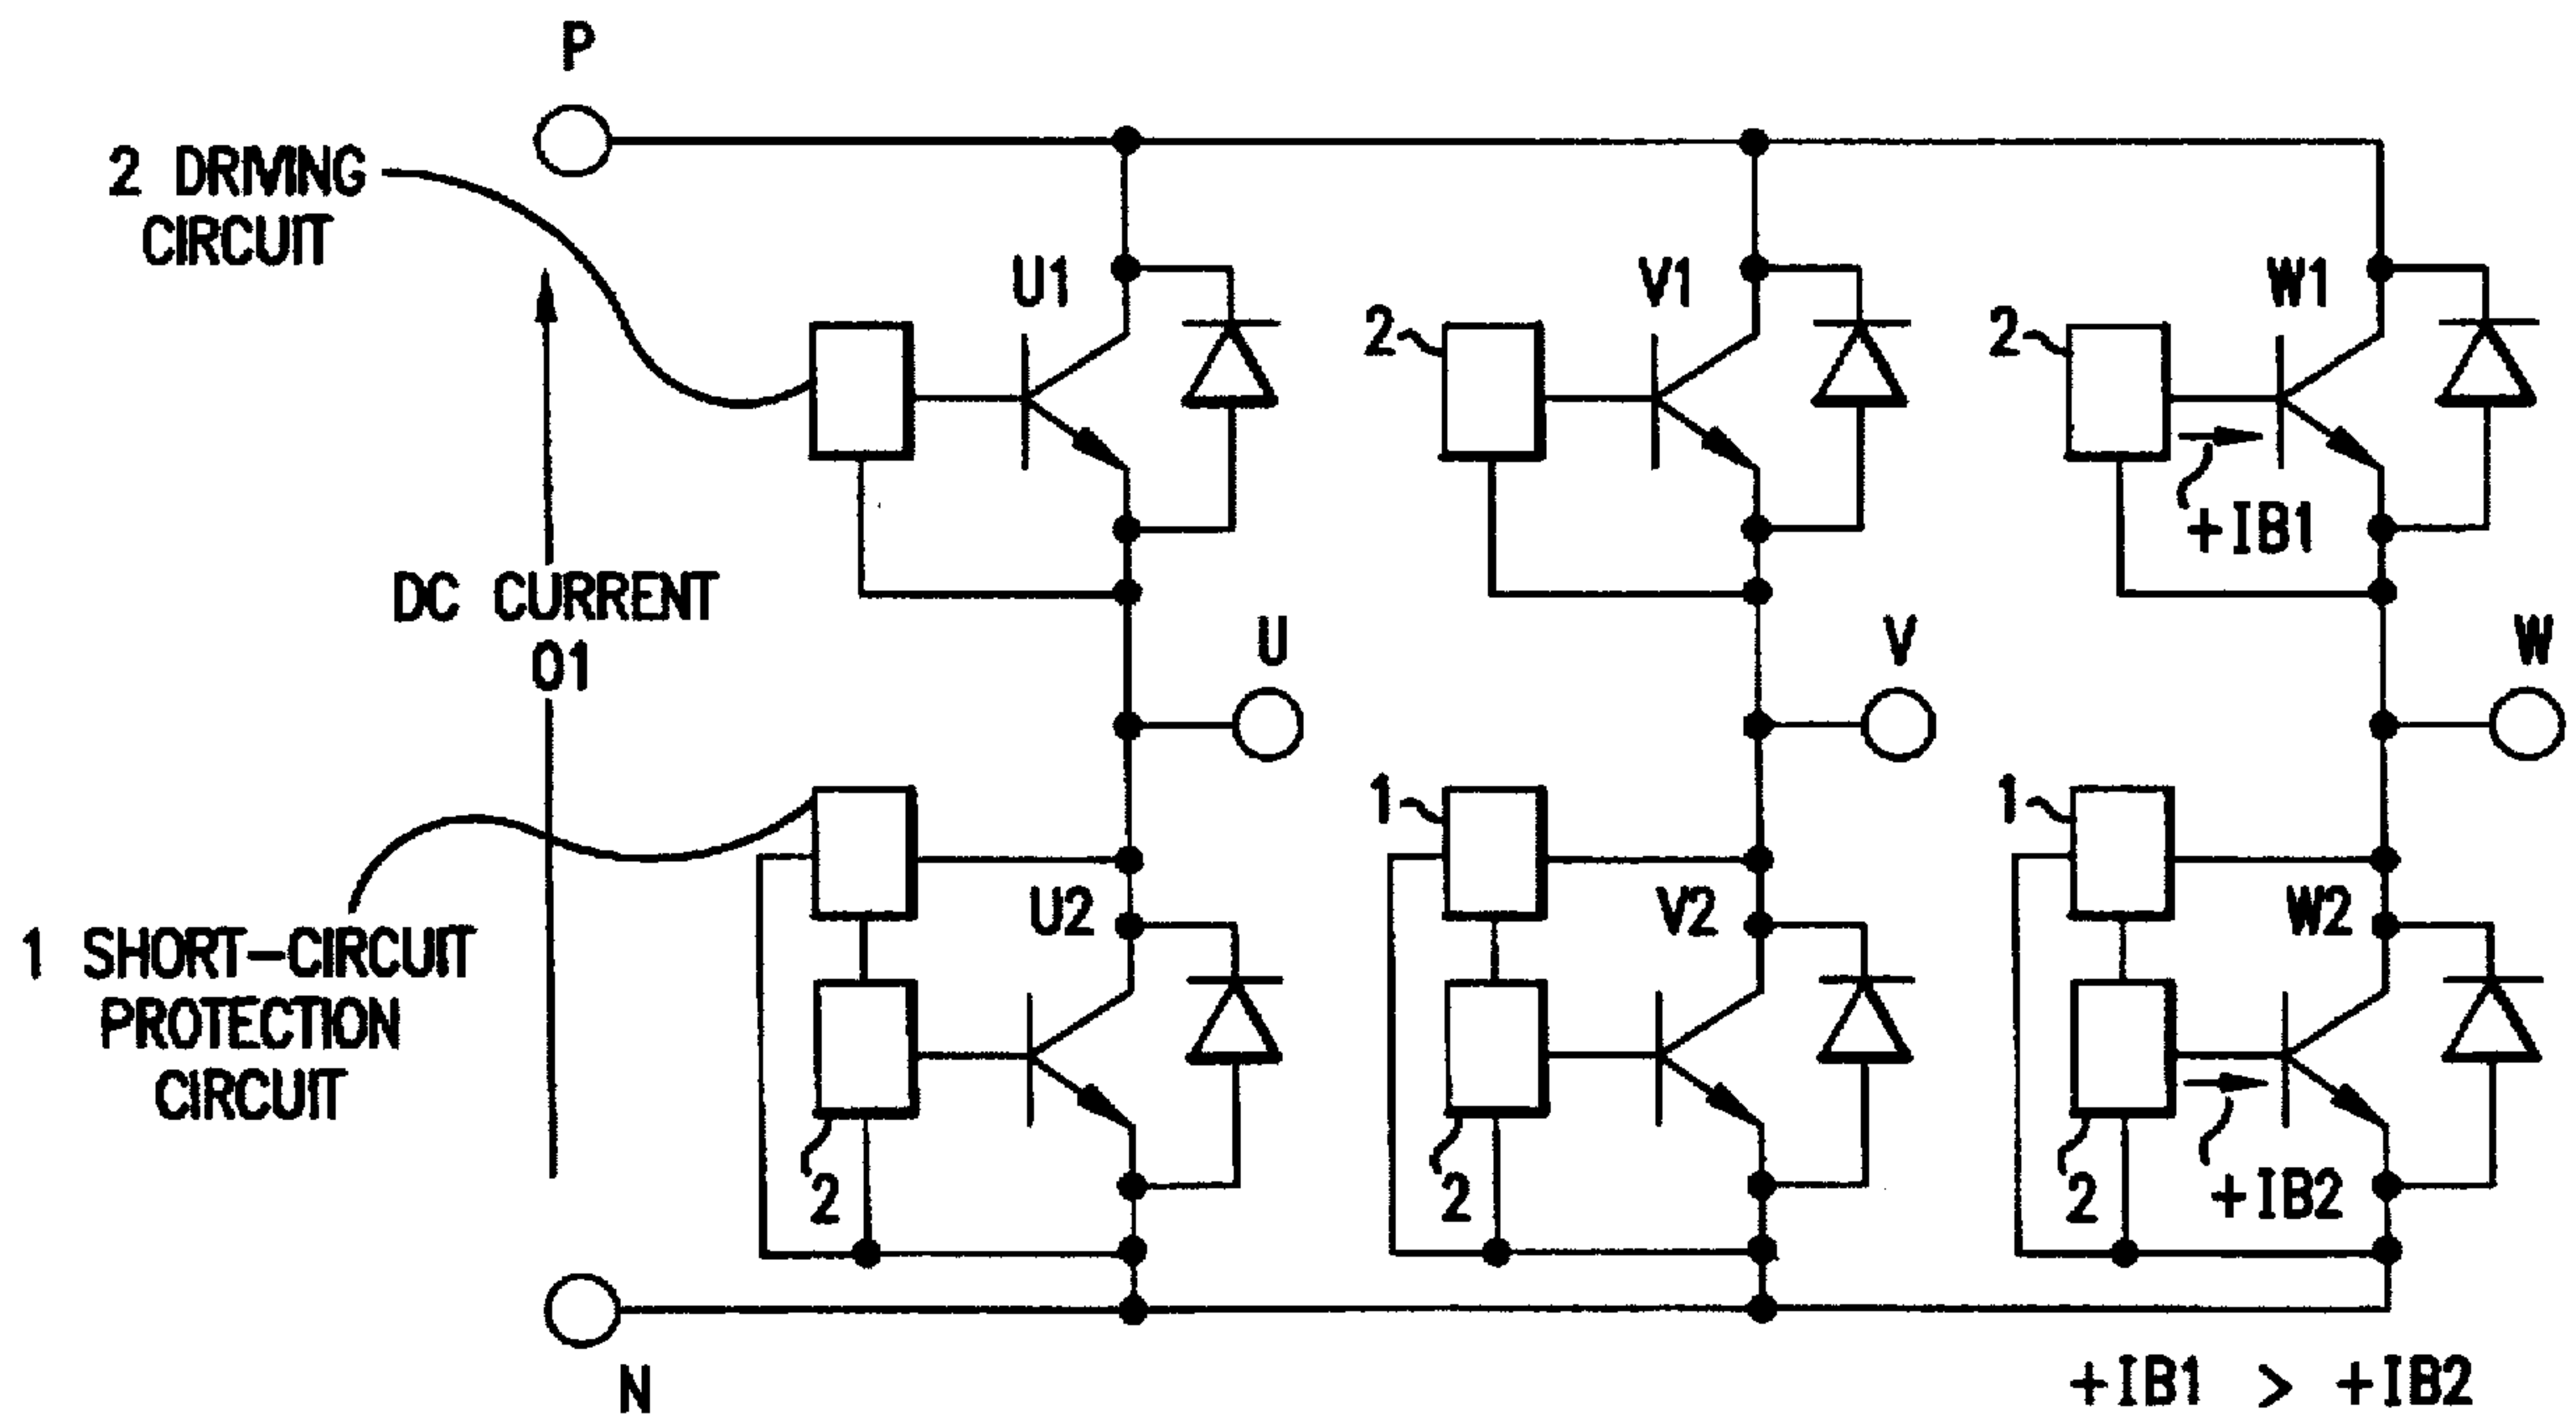 P
2 DRIVING
CIRCUIT
U1
V1
W1
2
2
+IB1
DC CURRENT
01
U
V
W
1
1
U2
V2
W2
1 SHORT-CIRCUIT
PROTECTION
CIRCUIT
2
2
2
+IB2
N
+IB1 > +IB2